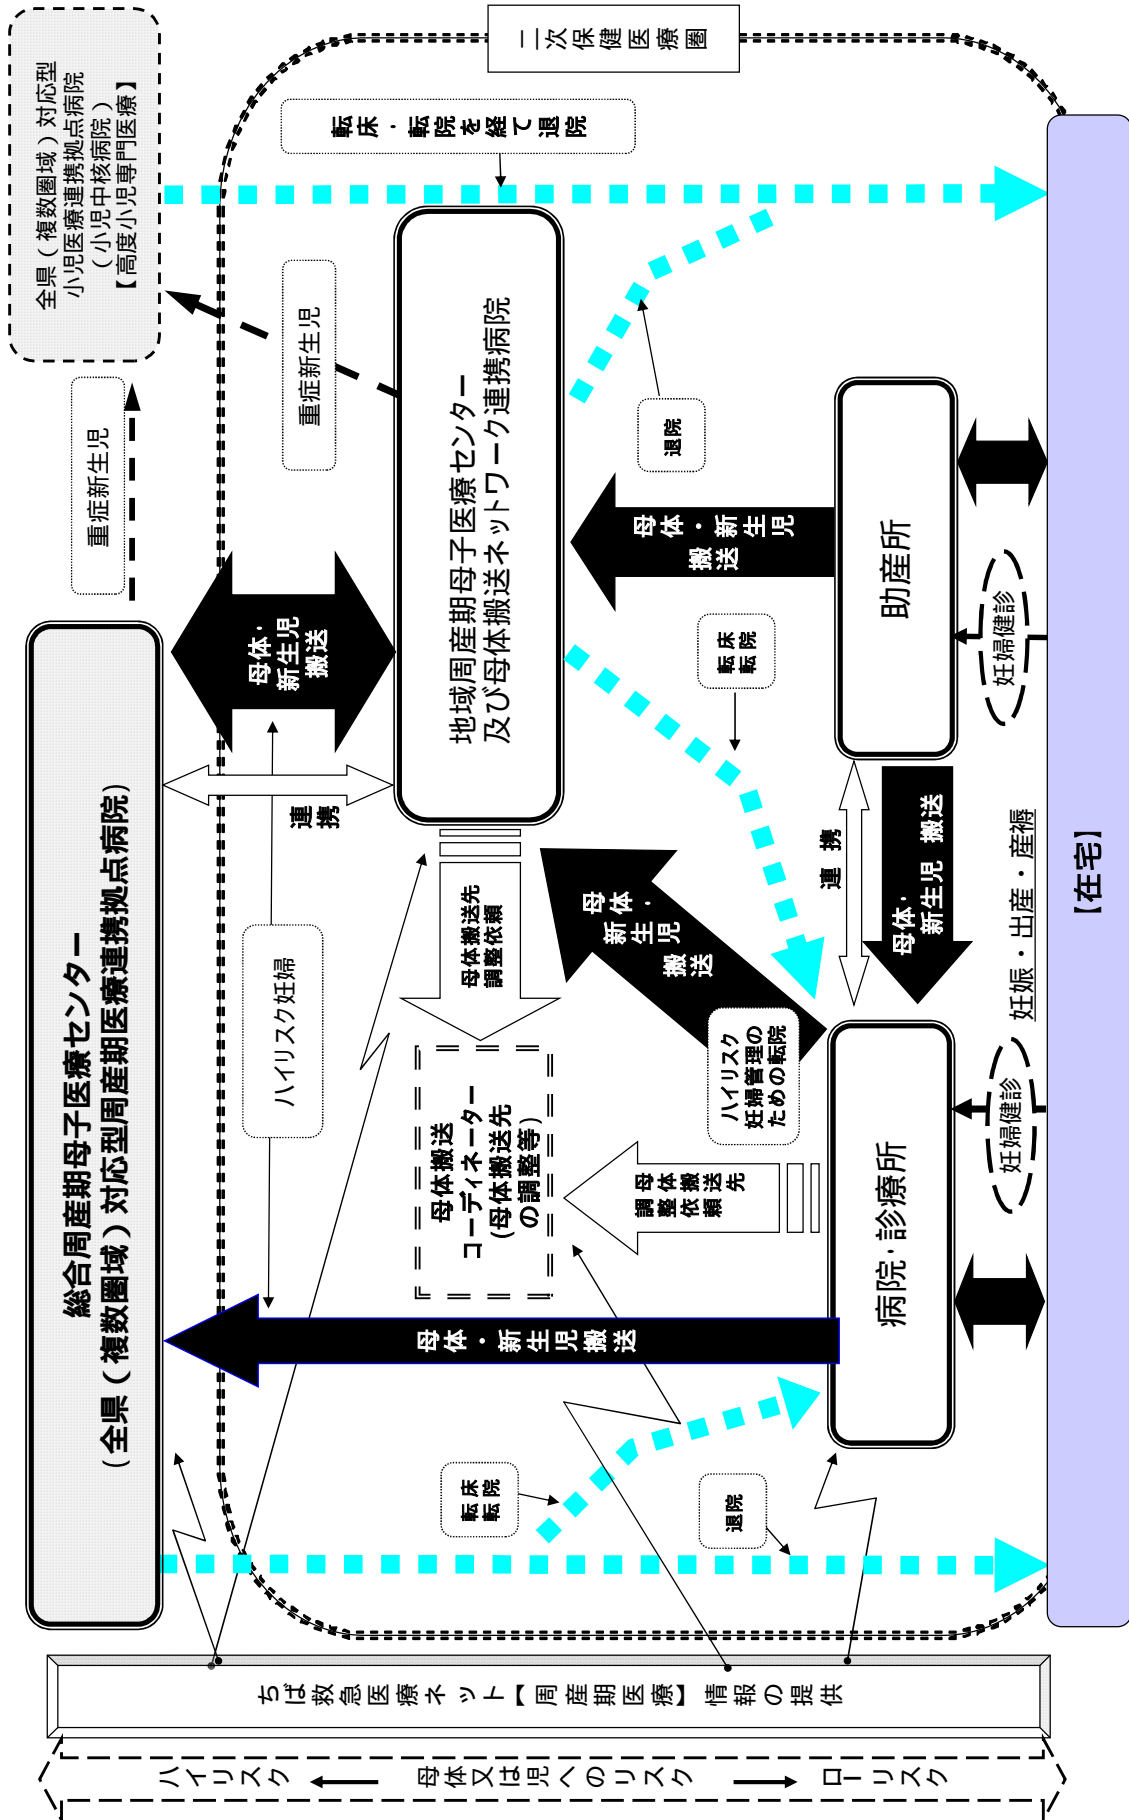 ハイリスク
母体又は児へのリスク
ローリスク
ちば救急医療ネット【周産期医療】情報の提供
総合周産期母子医療センター
(全県（複数圏域）対応型周産期医療連携拠点病院)
重症新生児
全県（複数圏域）対応型
小児医療連携拠点病院
（小児中核病院）
【高度小児専門医療】
二次保健医療圏
転床・転院を経て退院
重症新生児
母体・
新生児
搬送
連
携
ハイリスク妊婦
地域周産期母子医療センター
及び母体搬送ネットワーク連携病院
母体搬送先
調整依頼
母体搬送
コーディネーター
(母体搬送先
の調整等)
母体搬送先
調整依頼
母体・新生児搬送
母体・
新生児
搬送
ハイリスク
妊婦管理の
ための転院
転床
転院
退院
母体・新生児
搬送
転床
転院
退院
病院・診療所
連 携
母体・
新生児 搬送
助産所
妊婦健診
妊婦健診
妊娠・出産・産褥
【在宅】